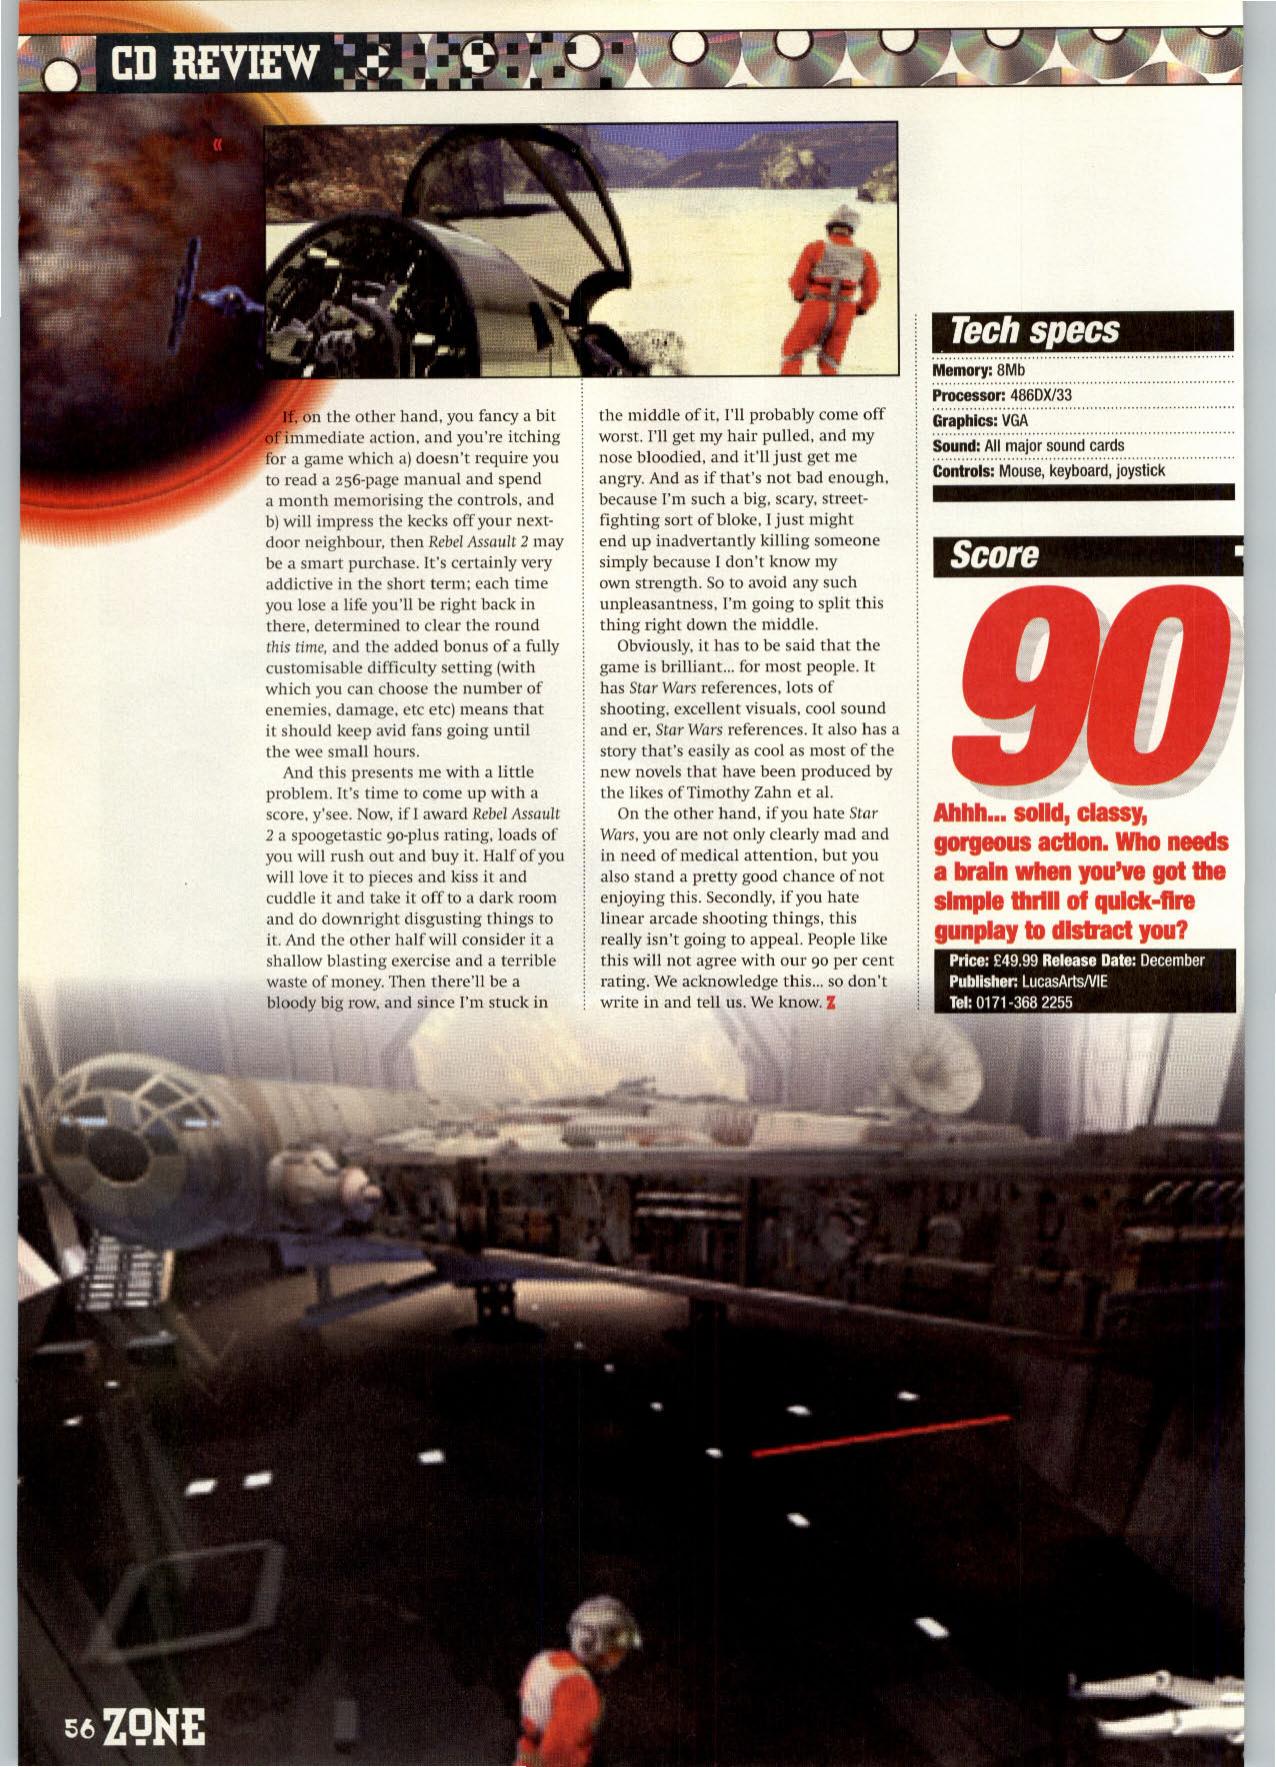 CD REVIEW
«
If, on the other hand, you fancy a bit
of immediate action, and you're itching
for a game which a) doesn't require you
to read a 256-page manual and spend
a month memorising the controls, and
b) will impress the kecks off your next-
door neighbour, then Rebel Assault 2 may
be a smart purchase. It's certainly very
addictive in the short term; each time
you lose a life you'll be right back in
there, determined to clear the round
this time, and the added bonus of a fully
customisable difficulty setting (with
which you can choose the number of
enemies, damage, etc etc) means that
it should keep avid fans going until
the wee small hours.
And this presents me with a little
problem. It's time to come up with a
score, y'see. Now, if I award Rebel Assault
2 a spoogetastic 90-plus rating, loads of
you will rush out and buy it. Half of you
will love it to pieces and kiss it and
cuddle it and take it off to a dark room
and do downright disgusting things to
it. And the other half will consider it a
shallow blasting exercise and a terrible
waste of money. Then there'll be a
bloody big row, and since I'm stuck in
the middle of it, I'll probably come off
worst. I'll get my hair pulled, and my
nose bloodied, and it'll just get me
angry. And as if that's not bad enough,
because I'm such a big, scary, street-
fighting sort of bloke, I just might
end up inadvertantly killing someone
simply because I don't know my
own strength. So to avoid any such
unpleasantness, I'm going to split this
thing right down the middle.
Obviously, it has to be said that the
game is brilliant... for most people. It
has Star Wars references, lots of
shooting, excellent visuals, cool sound
and er, Star Wars references. It also has a
story that's easily as cool as most of the
new novels that have been produced by
the likes of Timothy Zahn et al.
On the other hand, if you hate Star
Wars, you are not only clearly mad and
in need of medical attention, but you
also stand a pretty good chance of not
enjoying this. Secondly, if you hate
linear arcade shooting things, this
really isn't going to appeal. People like
this will not agree with our 90 per cent
rating. We acknowledge this... so don't
write in and tell us. We know. Z
Tech specs
Memory: 8Mb
Processor: 486DX/33
Graphics: VGA
Sound: All major sound cards
Controls: Mouse, keyboard, joystick
Score
90
Ahhh... solid, classy,
gorgeous action. Who needs
a brain when you've got the
simple thrill of quick-fire
gunplay to distract you?
Price: £49.99 Release Date: December
Publisher: LucasArts/VIE
Tel: 0171-368 2255
56 ZONE